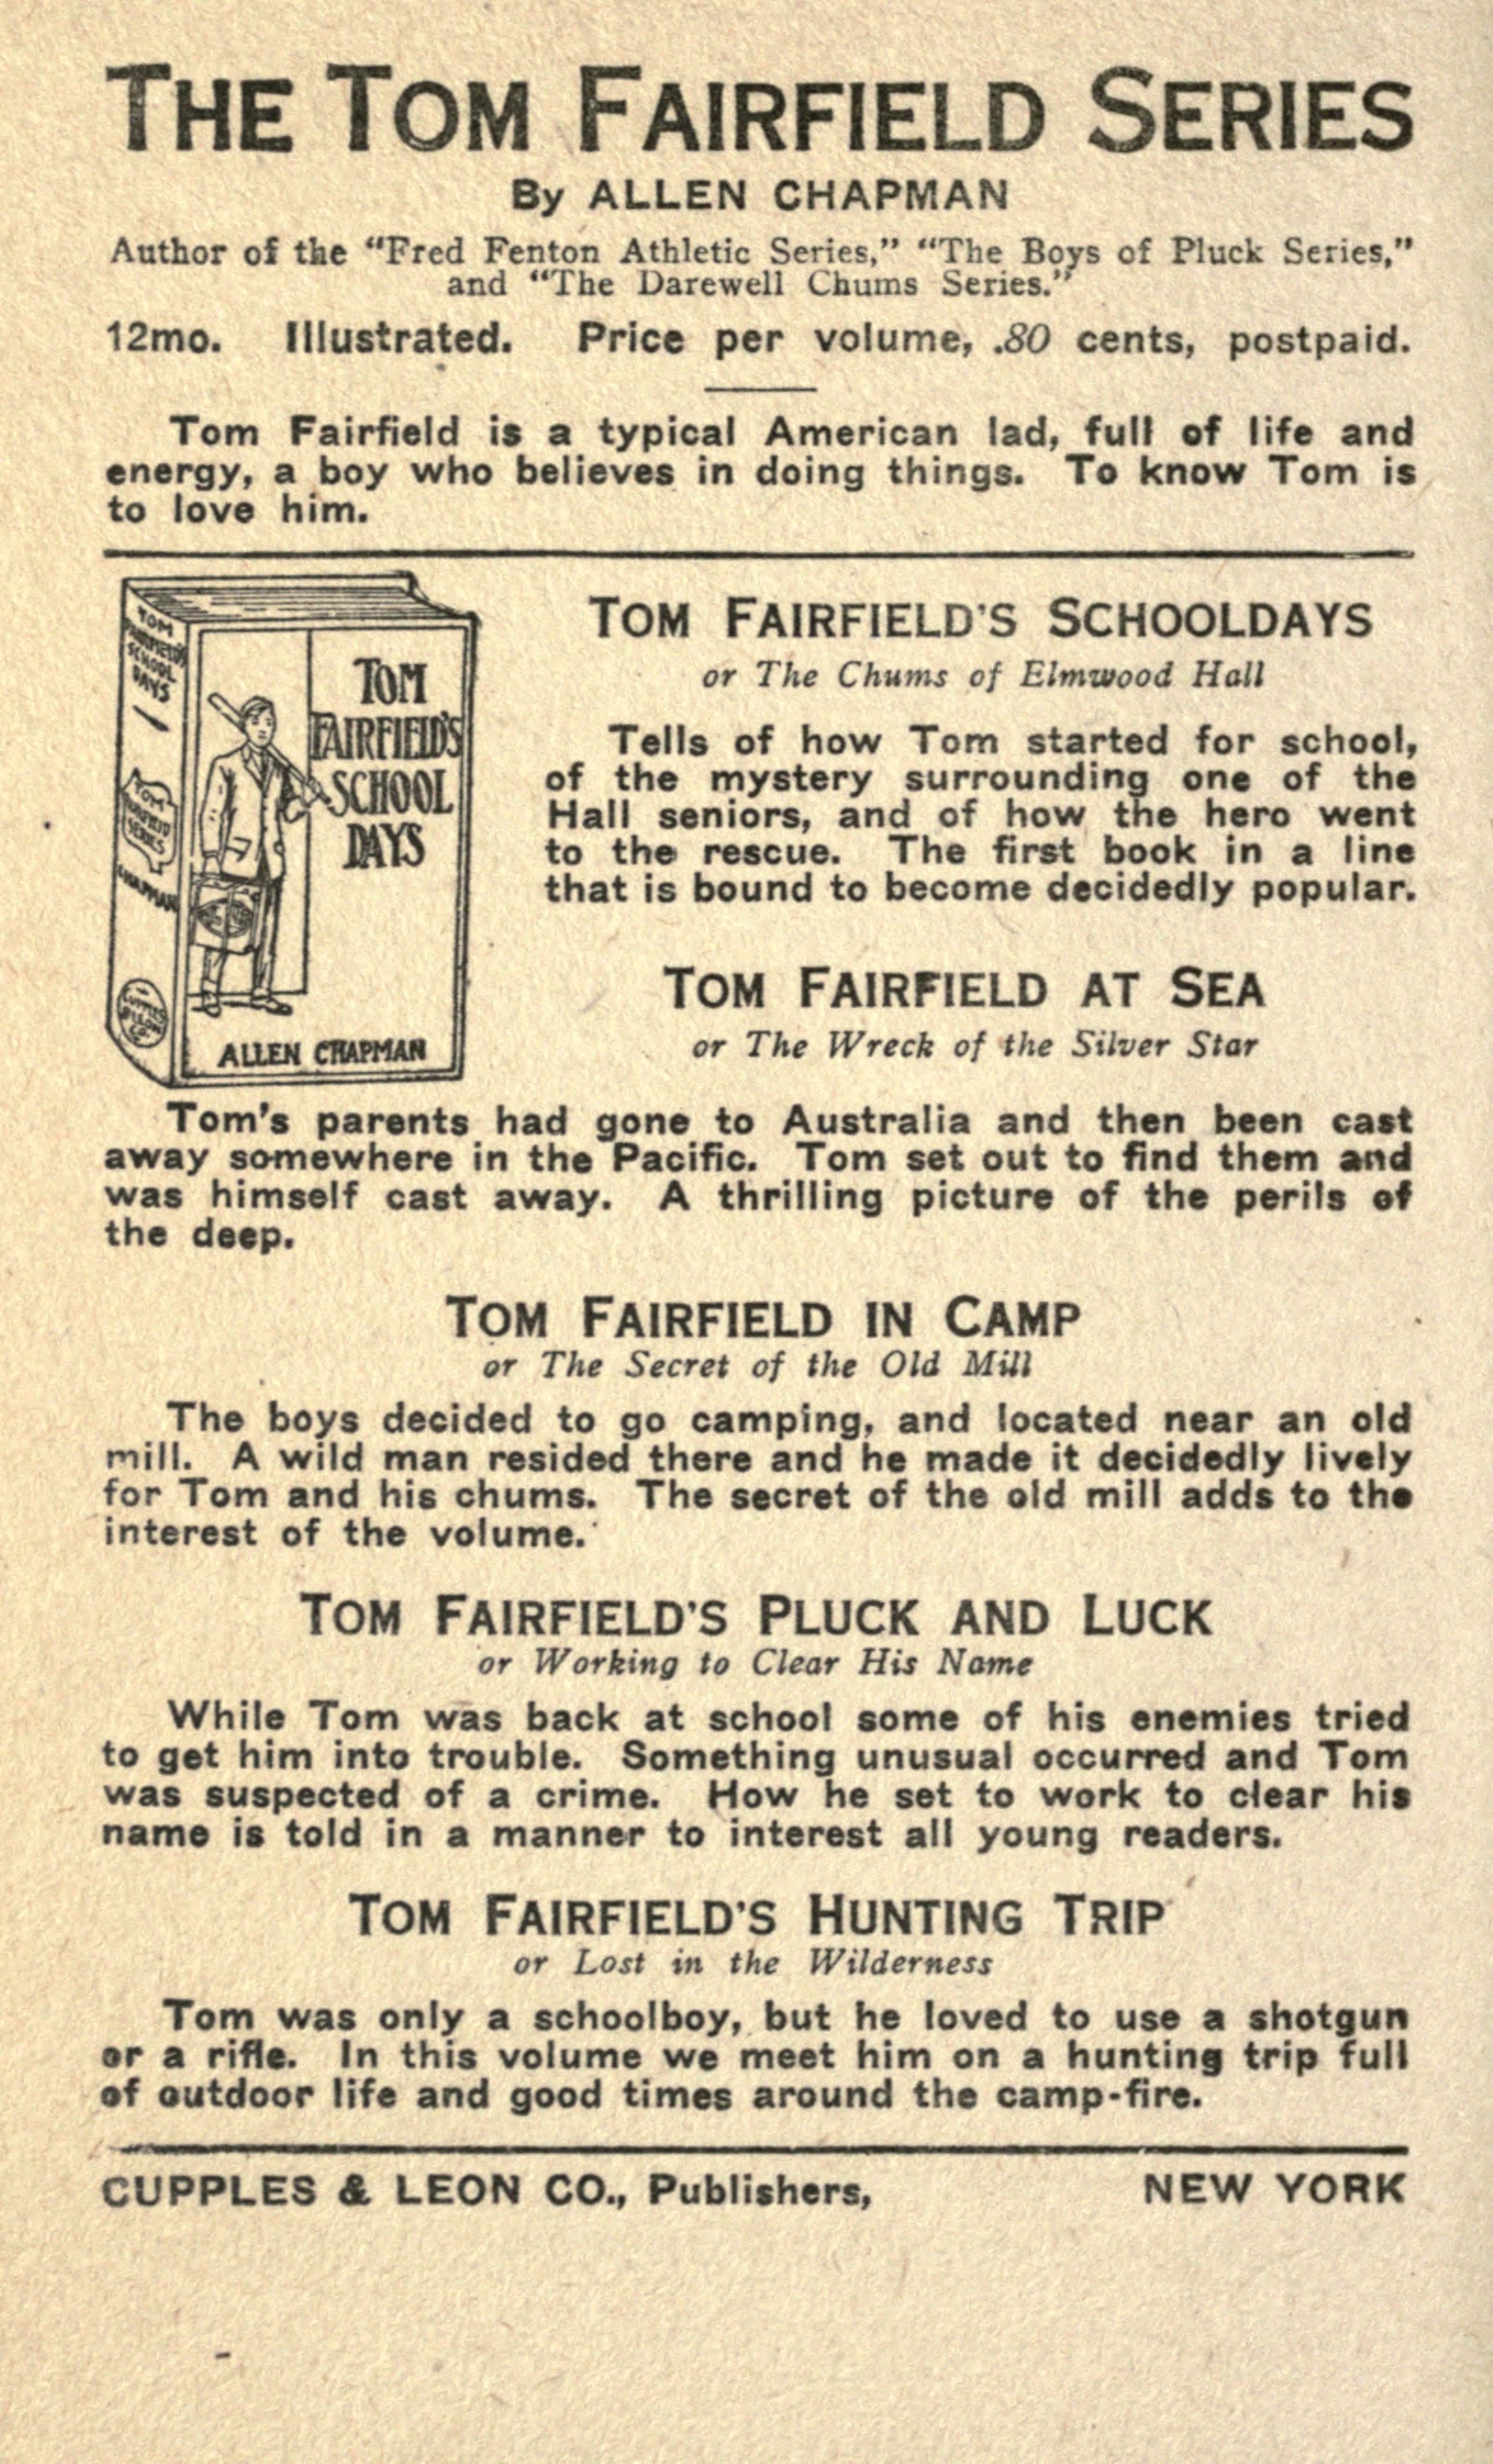 THE TOM FAIRFIELD SERIES
By ALLEN CHAPMAN
Author of the "Fred Fenton Athletic Series," "The Boys of Pluck Series,"
and "The Darewell Chums Series."
12mo. Illustrated. Price per volume, .80 cents, postpaid.
Tom Fairfield is a typical American lad, full of life and
energy, a boy who believes in doing things. To know Tom is
to love him.
TOM
FAIRFIELD'S
SCHOOL
DAYS
CHAPMAN
TOM
FAIRFIELD'S
SCHOOL
DAYS
ALLEN CHAPMAN
TOM FAIRFIELD'S SCHOOLDAYS
or The Chums of Elmwood Hall
Tells of how Tom started for school,
of the mystery surrounding one of the
Hall seniors, and of how the hero went
to the rescue. The first book in a line
that is bound to become decidedly popular.
TOM FAIRFIELD AT SEA
or The Wreck of the Silver Star
Tom's parents had gone to Australia and then been cast
away somewhere in the Pacific. Tom set out to find them and
was himself cast away. A thrilling picture of the perils of
the deep.
TOM FAIRFIELD IN CAMP
or The Secret of the Old Mill
The boys decided to go camping, and located near an old
mill. A wild man resided there and he made it decidedly lively
for Tom and his chums. The secret of the old mill adds to the
interest of the volume.
TOM FAIRFIELD'S PLUCK AND LUCK
or Working to Clear His Name
While Tom was back at school some of his enemies tried
to get him into trouble. Something unusual occurred and Tom
was suspected of a crime. How he set to work to clear his
name is told in a manner to interest all young readers.
TOM FAIRFIELD'S HUNTING TRIP
or Lost in the Wilderness
Tom was only a schoolboy, but he loved to use a shotgun
or a rifle. In this volume we meet him on a hunting trip full
of outdoor life and good times around the camp-fire.
CUPPLES & LEON CO., Publishers, NEW YORK